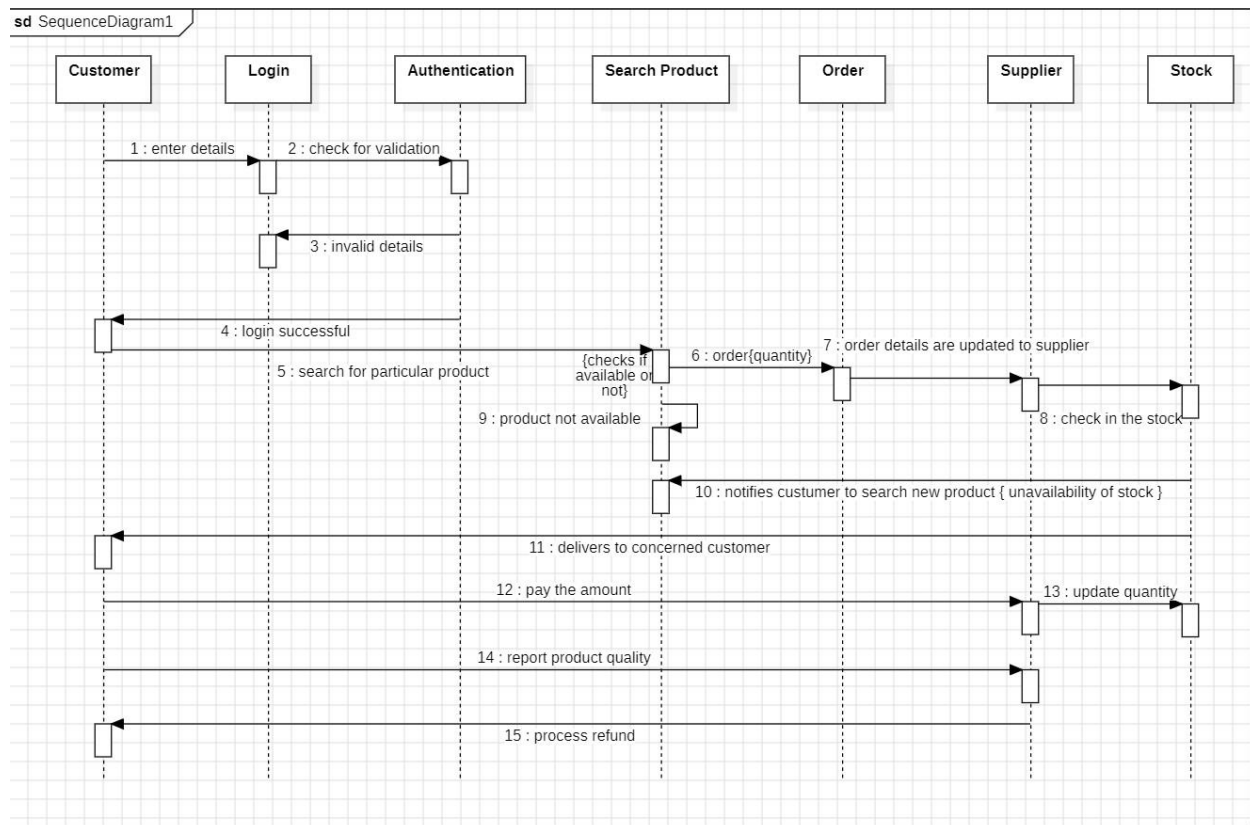 sd SequenceDiagram1
Customer
Login
Authentication
Search Product
Order
Supplier
Stock
1 : enter details
2 : check for validation
3 : invalid details
4 : login successful
5 : search for particular product
{checks if
available or
not}
6 : order{quantity}
7 : order details are updated to supplier
8 : check in the stock
9 : product not available
10 : notifies custumer to search new product { unavailability of stock }
11 : delivers to concerned customer
12 : pay the amount
13 : update quantity
14 : report product quality
15 : process refund